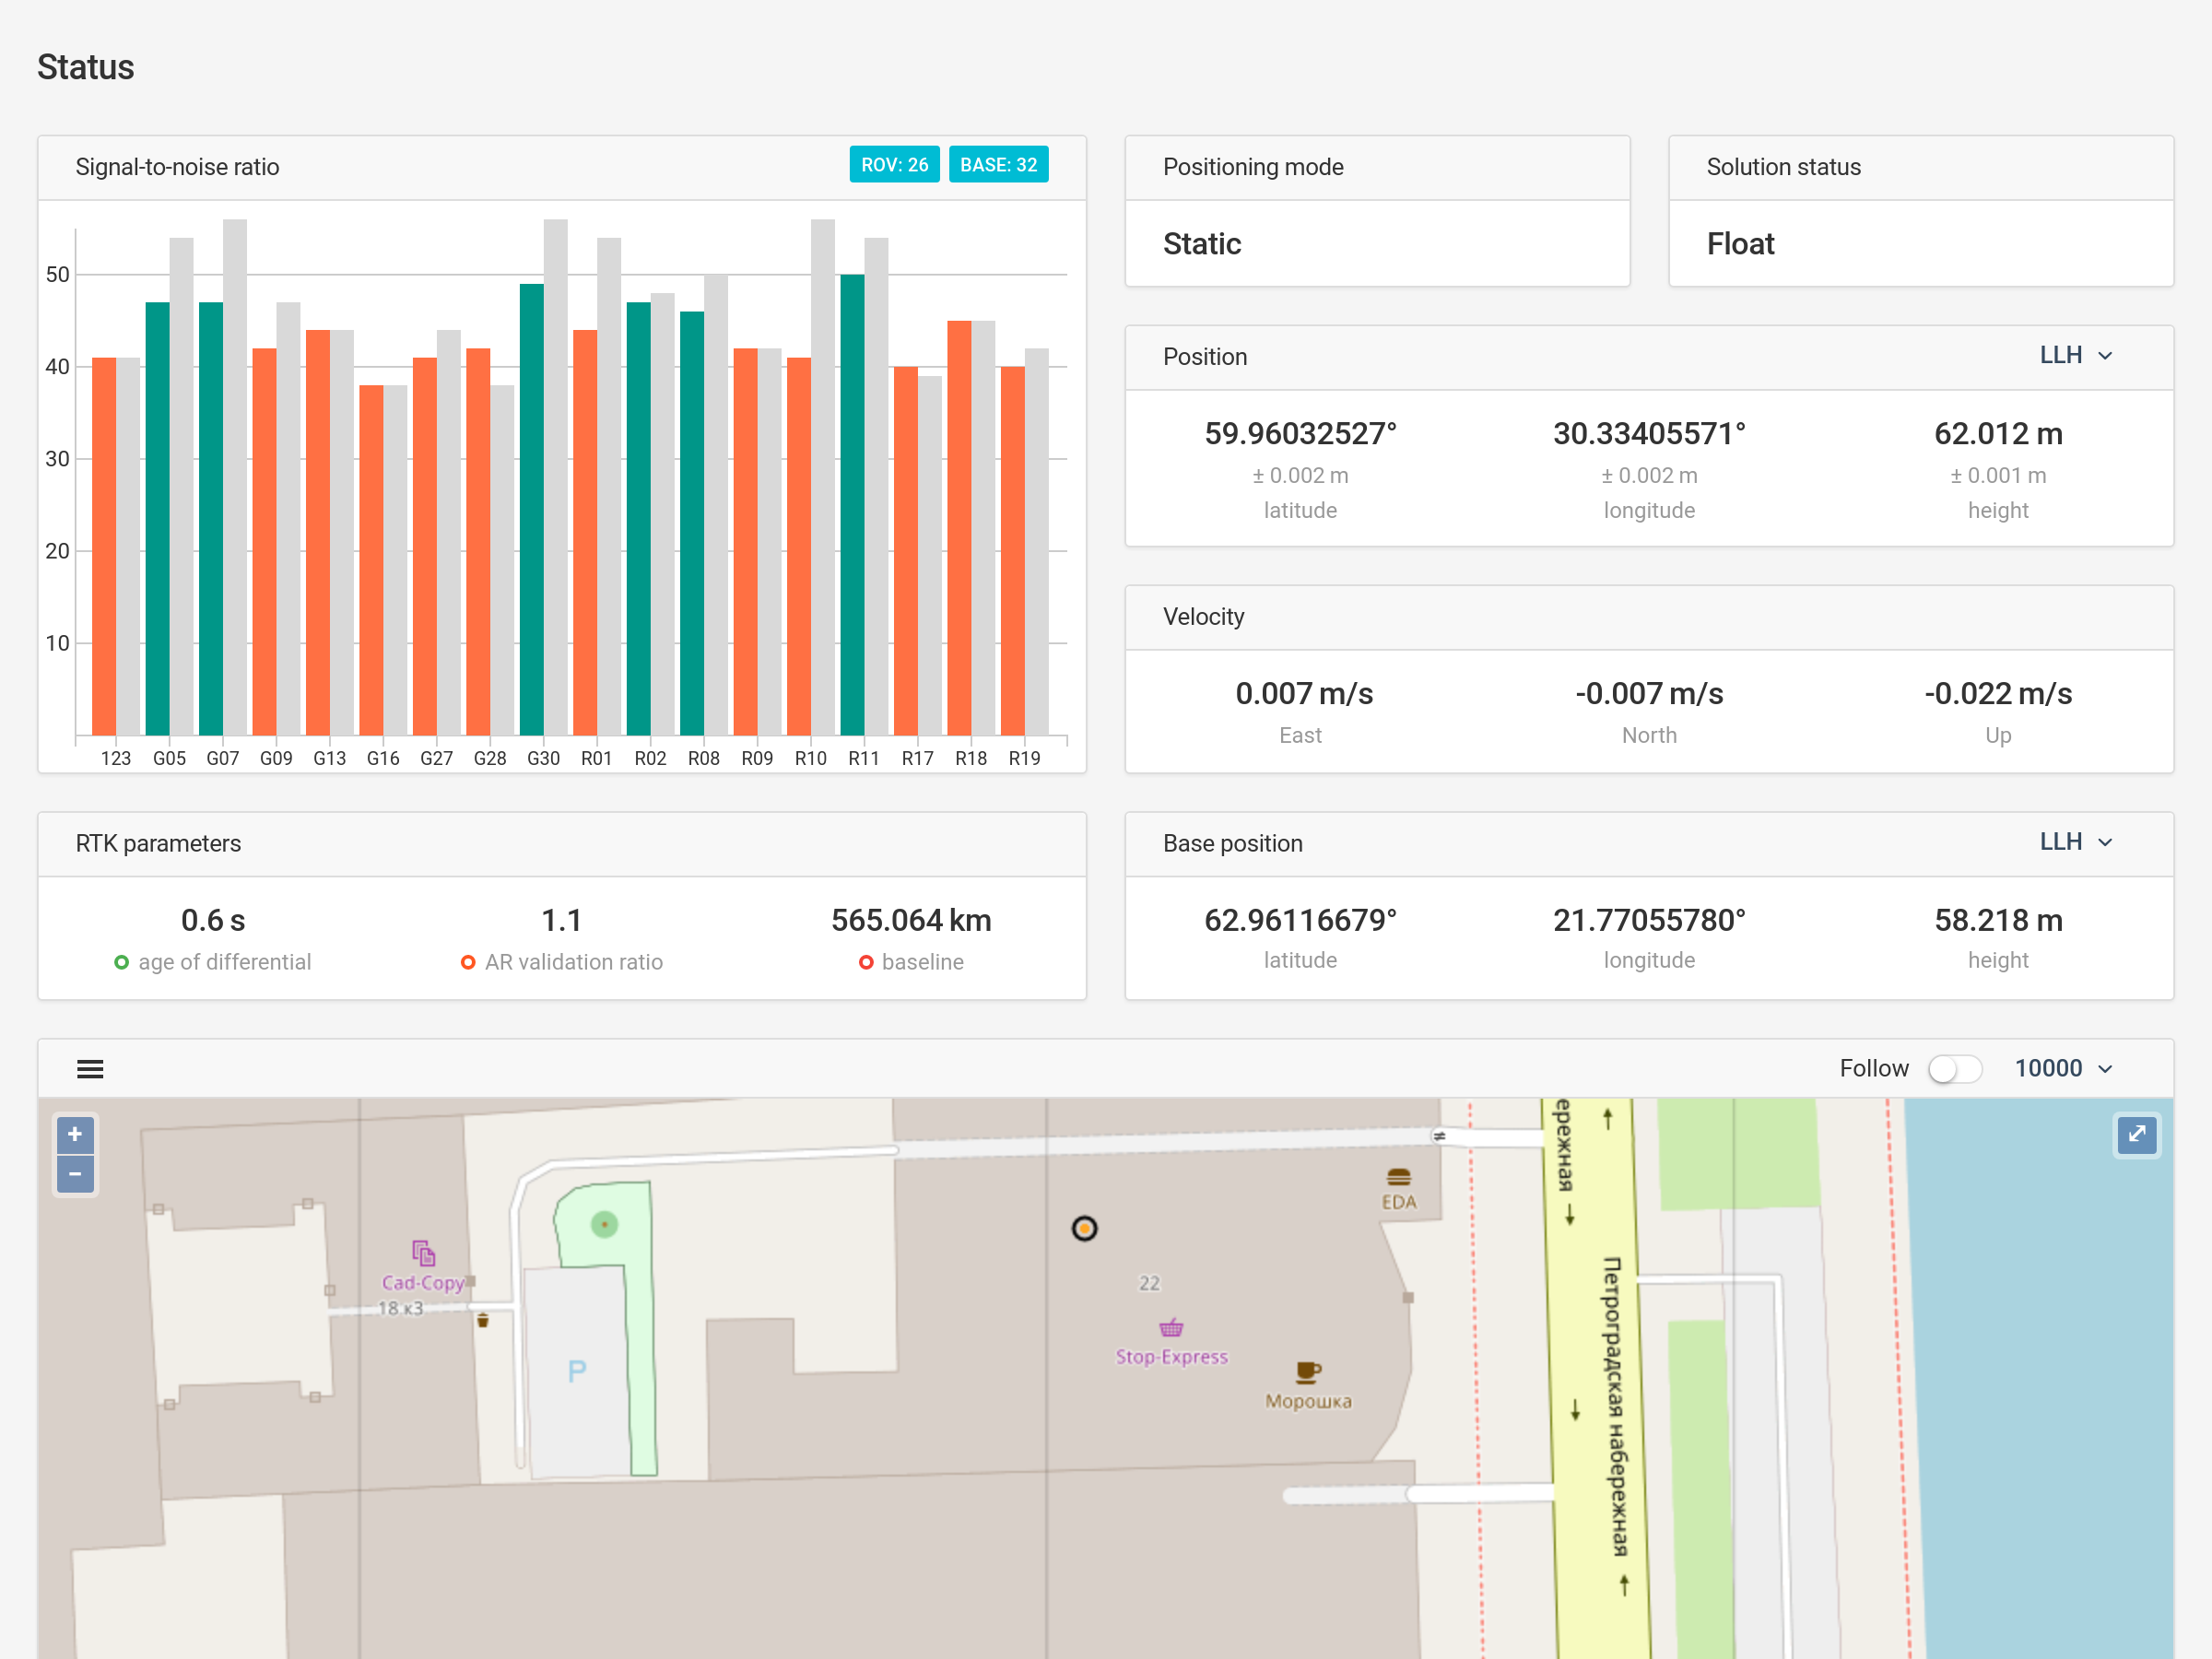 Status
Signal-to-noise ratio
ROV: 26
BASE: 32
50
40
30
20
10
123 G05 G07 G09 G13 G16 G27 G28 G30 R01 R02 R08 R09 R10 R11 R17 R18 R19
Positioning mode
Static
Solution status
Float
Position
LLH
59.96032527° 30.33405571° 62.012 m
± 0.002 m ± 0.002 m ± 0.001 m
latitude longitude height
Velocity
0.007 m/s -0.007 m/s -0.022 m/s
East North Up
RTK parameters
0.6 s 1.1 565.064 km
age of differential AR validation ratio baseline
Base position
LLH
62.96116679° 21.77055780° 58.218 m
latitude longitude height
Follow
10000
+
−
EDA
Cad-Copy
18 к3
22
Stop-Express
Морошка
P
ережная
Петроградская набережная